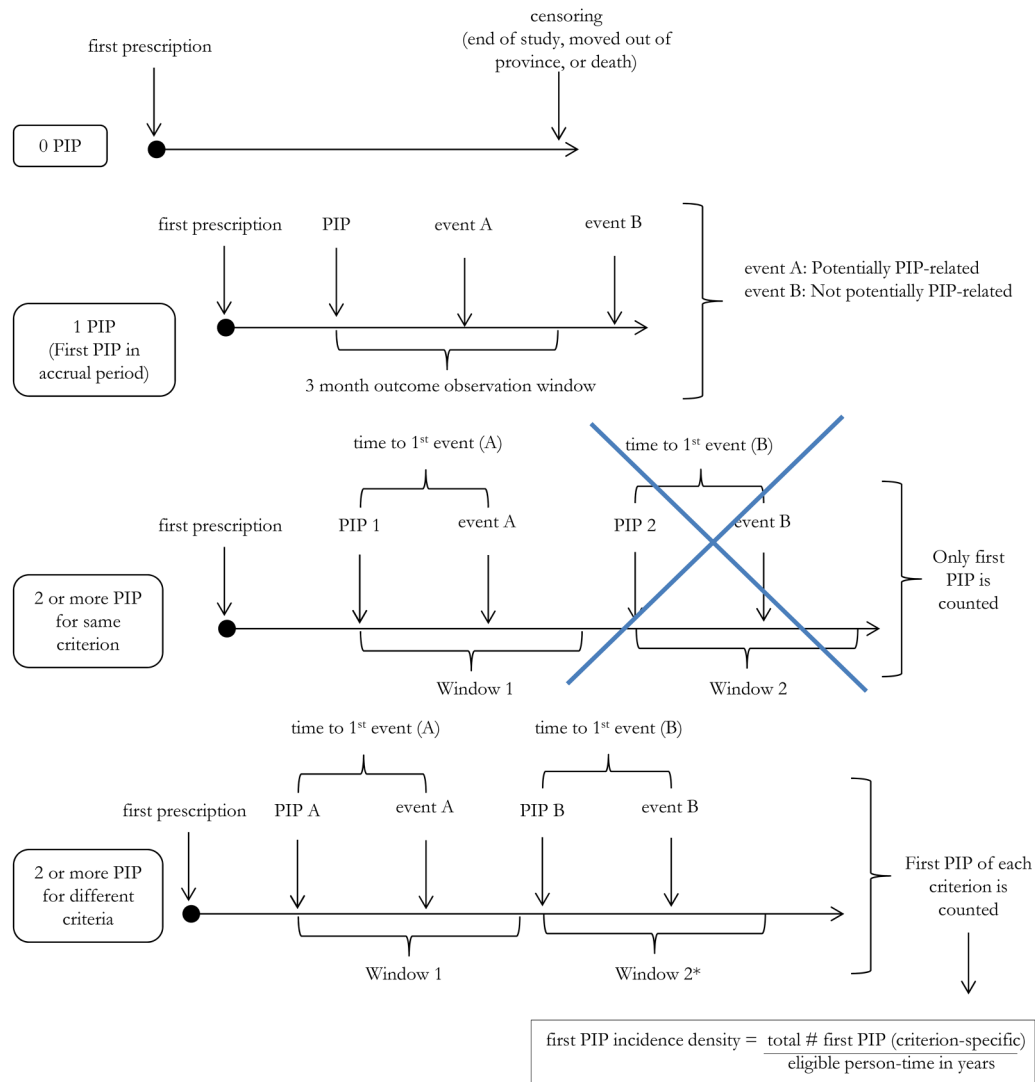 censoring
(end of study, moved out of
province, or death)
first prescription
0 PIP
first prescription
PIP
event A
event B
event A: Potentially PIP-related
event B: Not potentially PIP-related
1 PIP
(First PIP in
accrual period)
3 month outcome observation window
time to 1st event (A)
time to 1st event (B)
first prescription
PIP 1
event A
PIP 2
event B
Only first
PIP is
counted
2 or more PIP
for same
criterion
Window 1
Window 2
time to 1st event (A)
time to 1st event (B)
first prescription
PIP A
event A
PIP B
event B
2 or more PIP
for different
criteria
First PIP of each
criterion is
counted
Window 1
Window 2*
first PIP incidence density = total # first PIP (criterion-specific)
eligible person-time in years